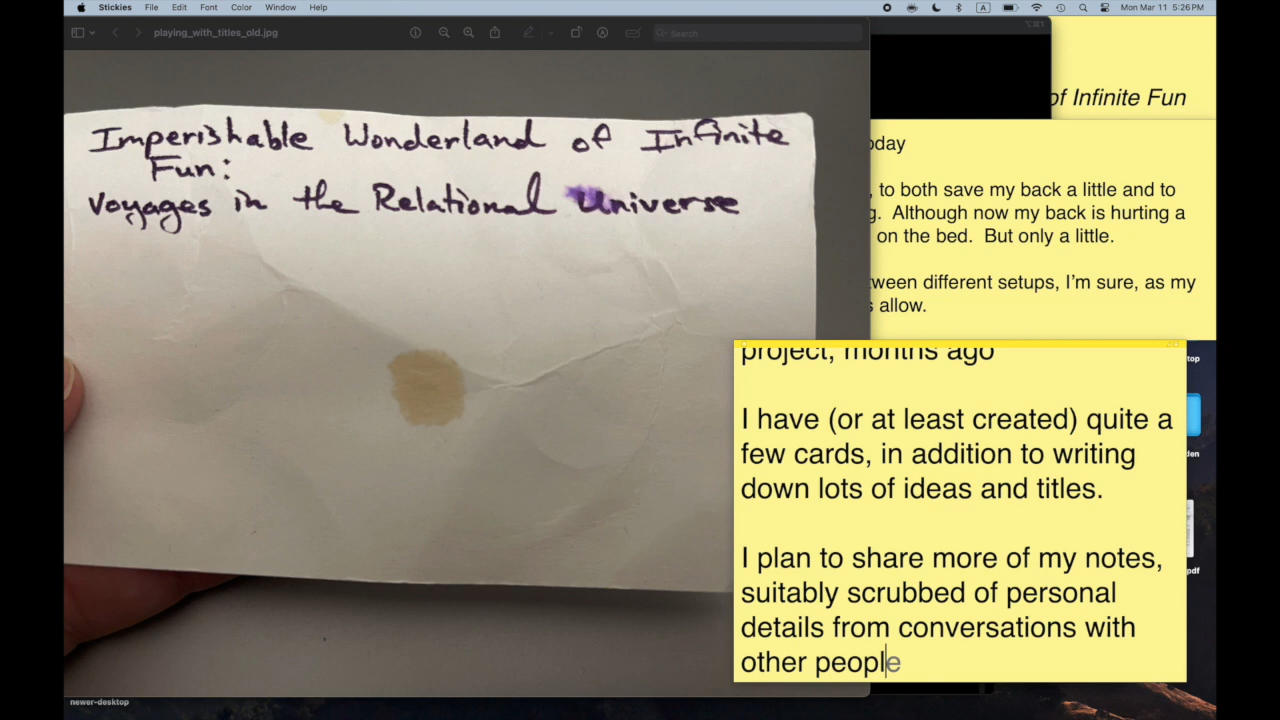 Stickies File Edit Font Color Window Help
A
Mon Mar 11 5:26 PM
playing_with_titles_old.jpg
Search
Imperishable Wonderland of Infinite
Fun:
Voyages in the Relational Universe
⌥⌘1
of Infinite Fun
oday
, to both save my back a little and to
g. Although now my back is hurting a
on the bed. But only a little.
tween different setups, I'm sure, as my
s allow.
project, months ago
I have (or at least created) quite a
few cards, in addition to writing
down lots of ideas and titles.
I plan to share more of my notes,
suitably scrubbed of personal
details from conversations with
other people
top
den
pdf
newer-desktop